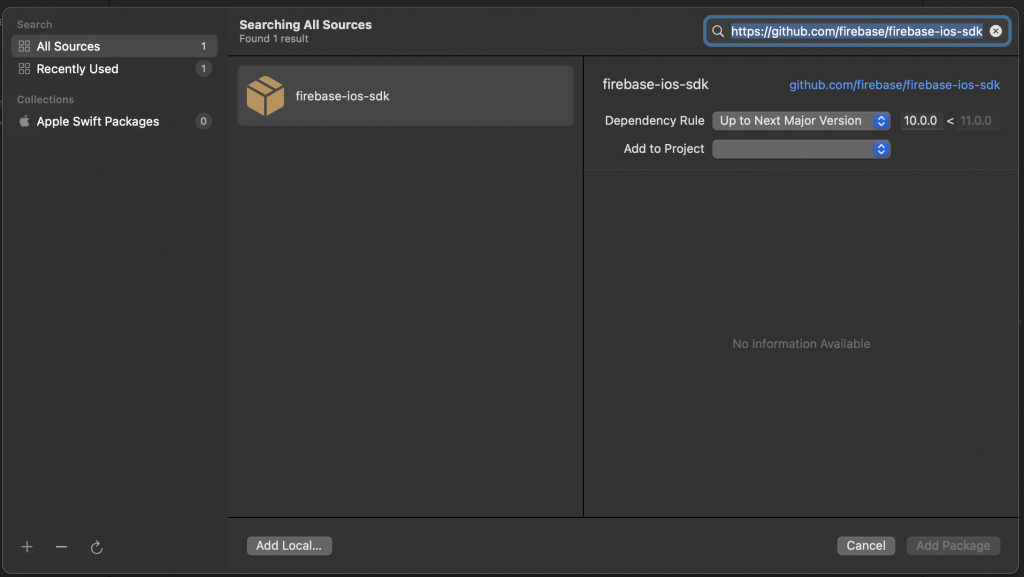 Search
All Sources 1
Recently Used 1
Collections
Apple Swift Packages 0
Searching All Sources
Found 1 result
https://github.com/firebase/firebase-ios-sdk
firebase-ios-sdk
firebase-ios-sdk github.com/firebase/firebase-ios-sdk
Dependency Rule Up to Next Major Version 10.0.0 < 11.0.0
Add to Project
No Information Available
Add Local... Cancel Add Package